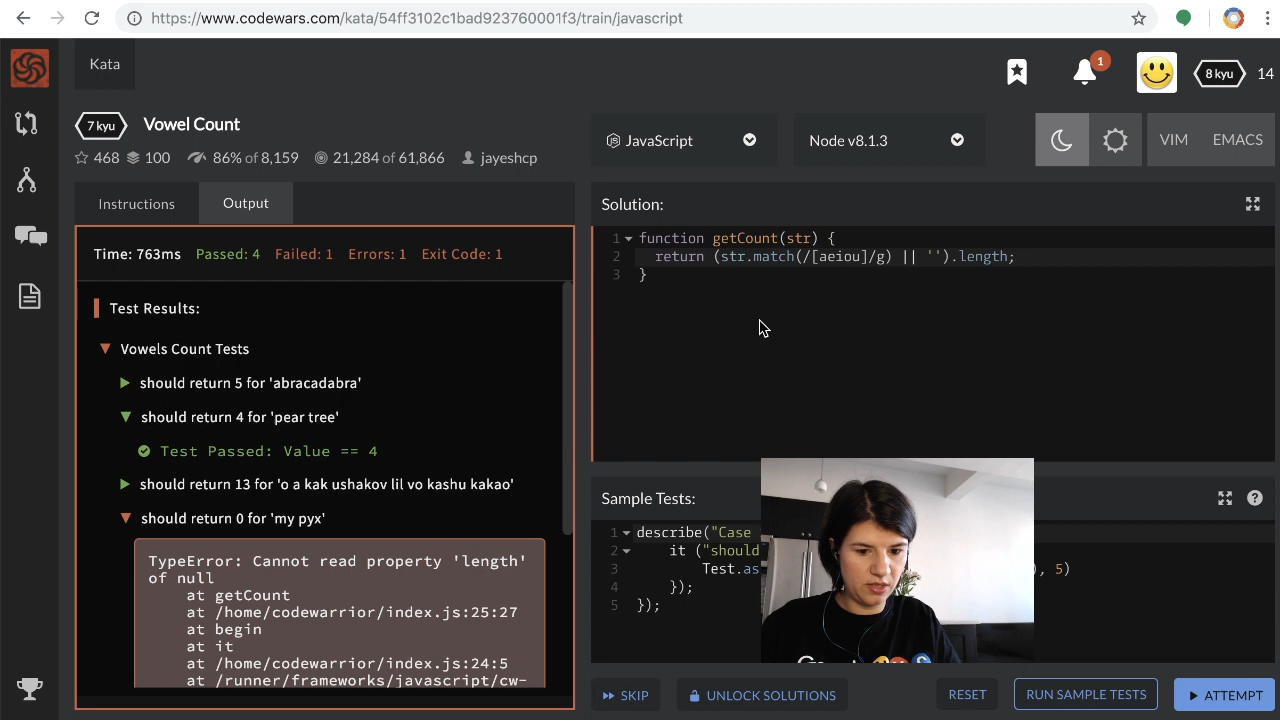 https://www.codewars.com/kata/54ff3102c1bad923760001f3/train/javascript
Kata
1
8 kyu
14
7 kyu
Vowel Count
468
100
86% of 8,159
21,284 of 61,866
jayeshcp
JavaScript
Node v8.1.3
VIM
EMACS
Instructions
Output
Time: 763ms Passed: 4 Failed: 1 Errors: 1 Exit Code: 1
Test Results:
Vowels Count Tests
should return 5 for 'abracadabra'
should return 4 for 'pear tree'
Test Passed: Value == 4
should return 13 for 'o a kak ushakov lil vo kashu kakao'
should return 0 for 'my pyx'
TypeError: Cannot read property 'length'
of null
at getCount
at /home/codewarrior/index.js:25:27
at begin
at it
at /home/codewarrior/index.js:24:5
at /runner/frameworks/javascript/cw-
Solution:
1 function getCount(str) {
2 return (str.match(/[aeiou]/g) || '').length;
3 }
Sample Tests:
1 describe("Case
2 it ("should
3 Test.as ), 5)
4 });
5 });
SKIP
UNLOCK SOLUTIONS
RESET
RUN SAMPLE TESTS
ATTEMPT